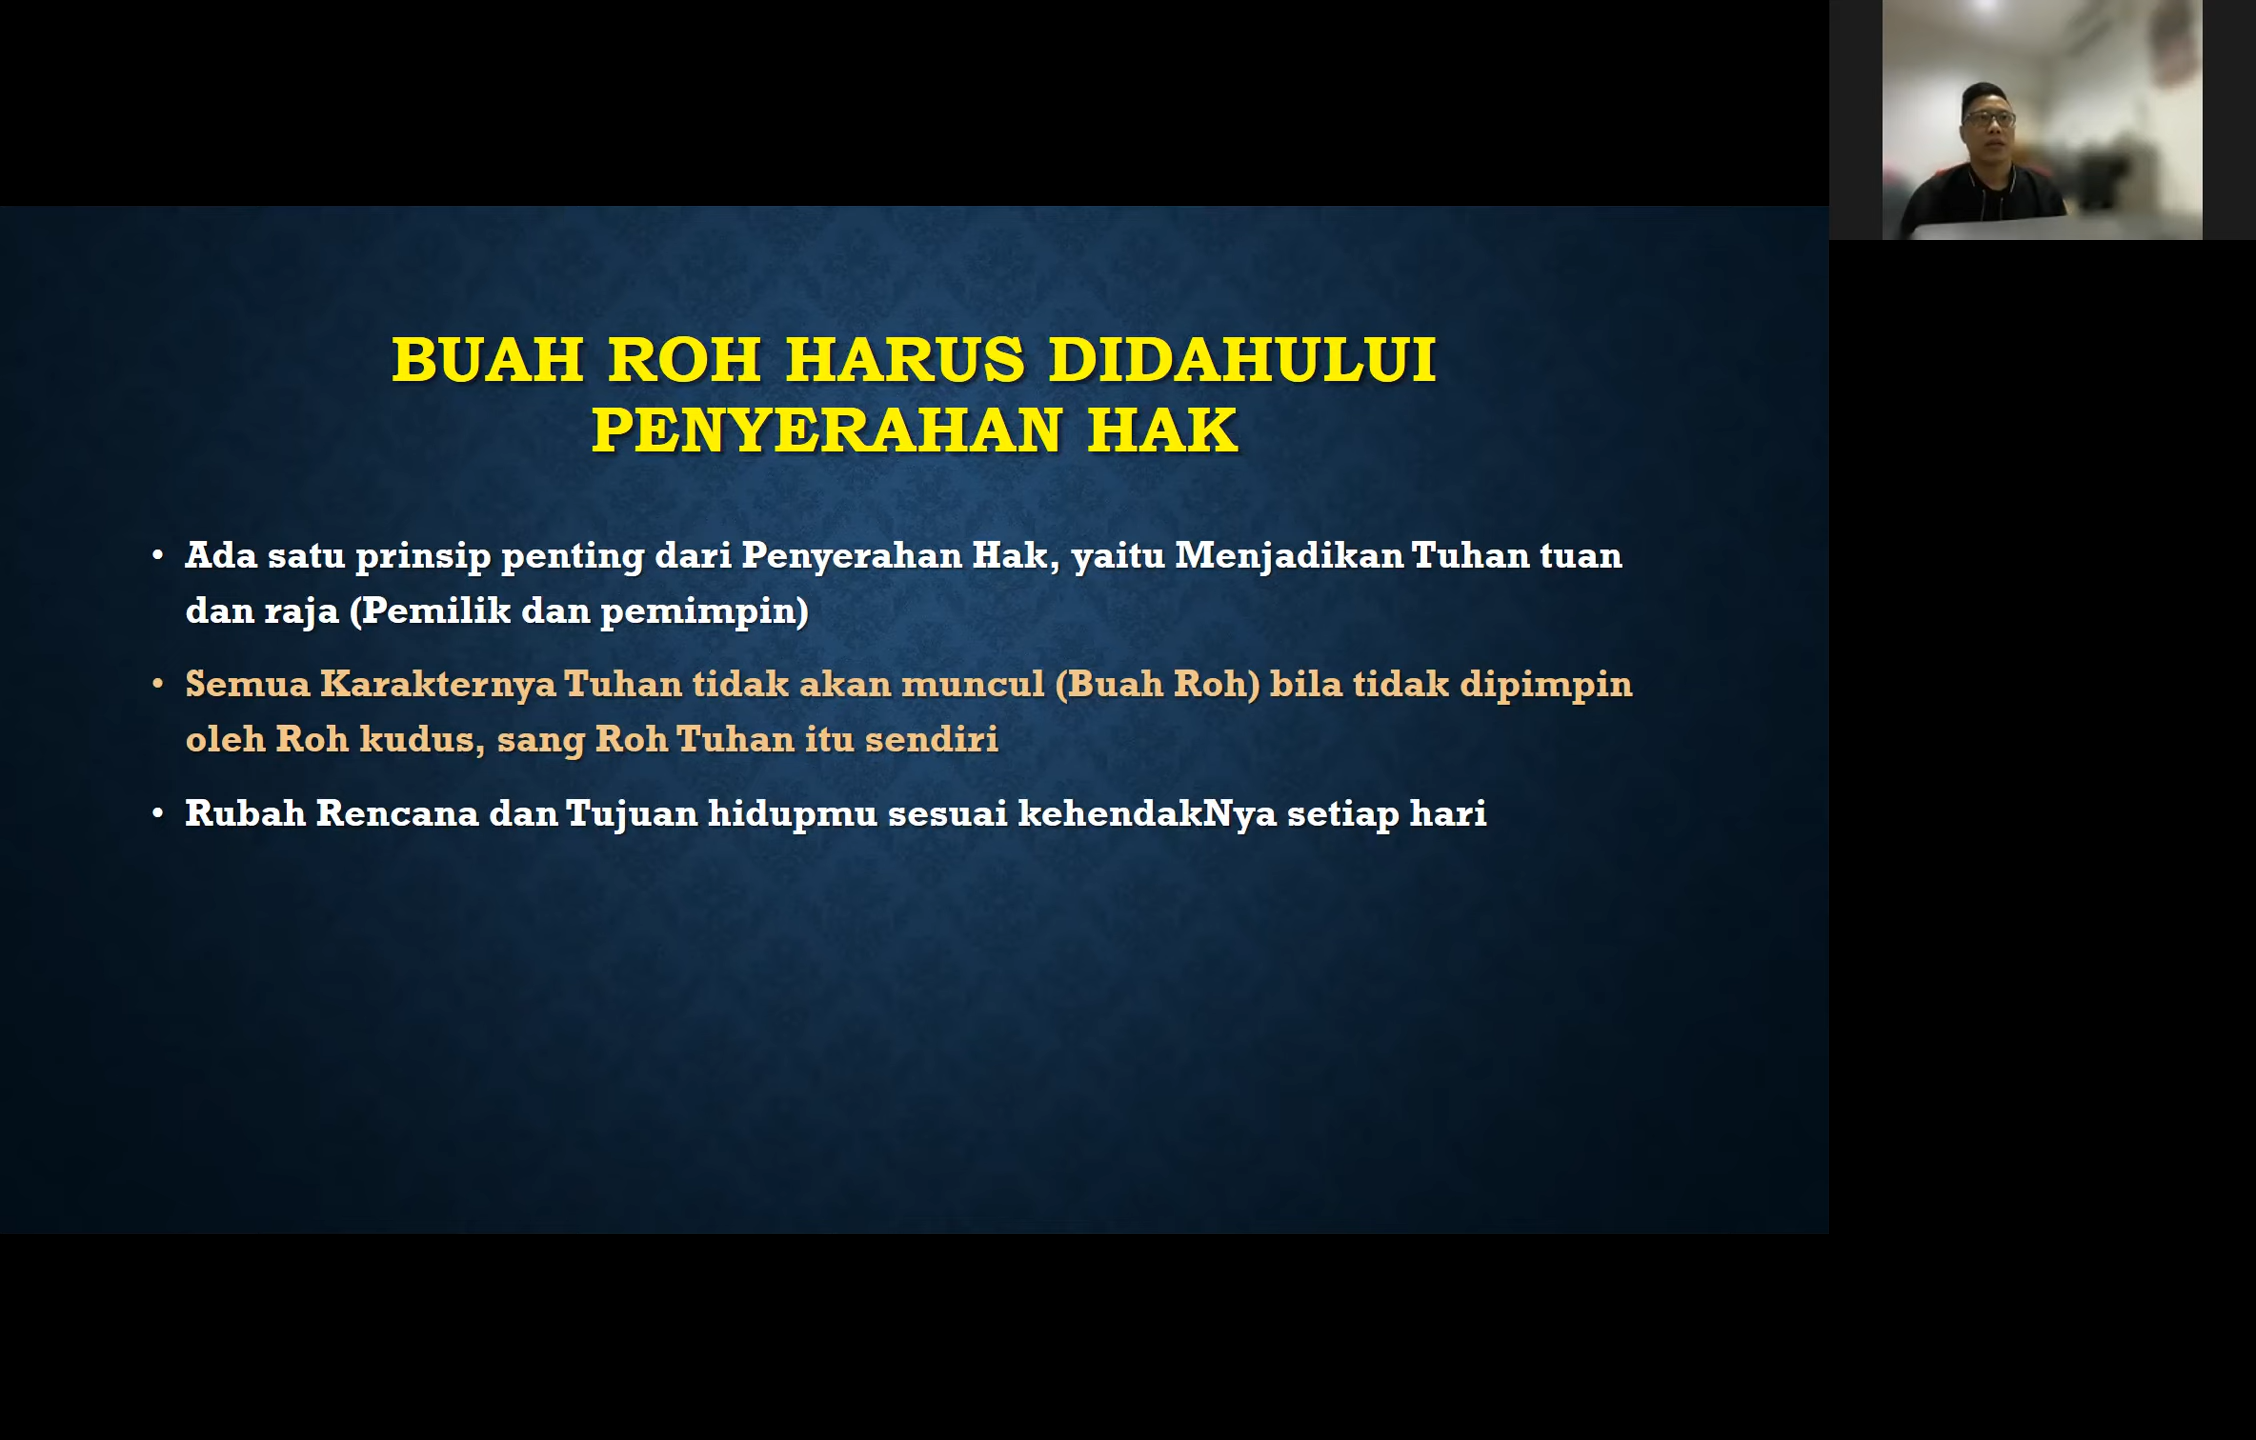 BUAH ROH HARUS DIDAHULUI
PENYERAHAN HAK
• Ada satu prinsip penting dari Penyerahan Hak, yaitu Menjadikan Tuhan tuan
dan raja (Pemilik dan pemimpin)
• Semua Karakternya Tuhan tidak akan muncul (Buah Roh) bila tidak dipimpin
oleh Roh kudus, sang Roh Tuhan itu sendiri
• Rubah Rencana dan Tujuan hidupmu sesuai kehendakNya setiap hari